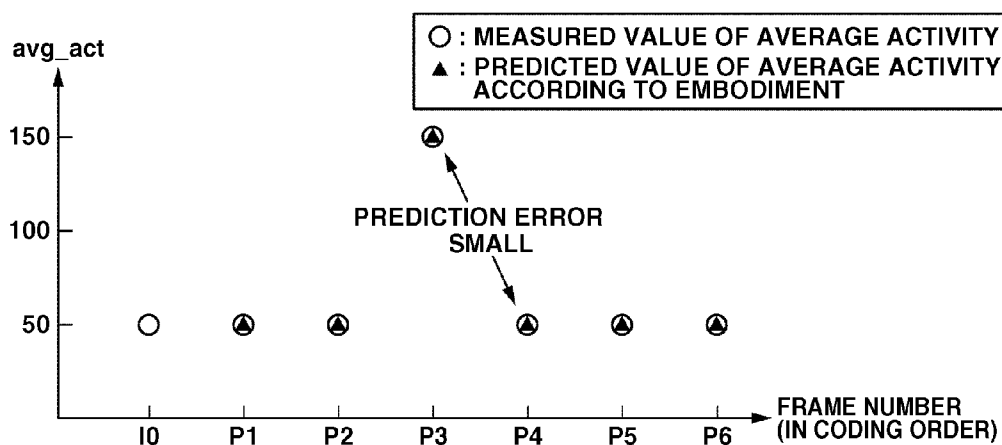 avg_act
○ : MEASURED VALUE OF AVERAGE ACTIVITY
▲ : PREDICTED VALUE OF AVERAGE ACTIVITY
ACCORDING TO EMBODIMENT
150
PREDICTION ERROR
SMALL
100
50
I0 P1 P2 P3 P4 P5 P6
FRAME NUMBER
(IN CODING ORDER)